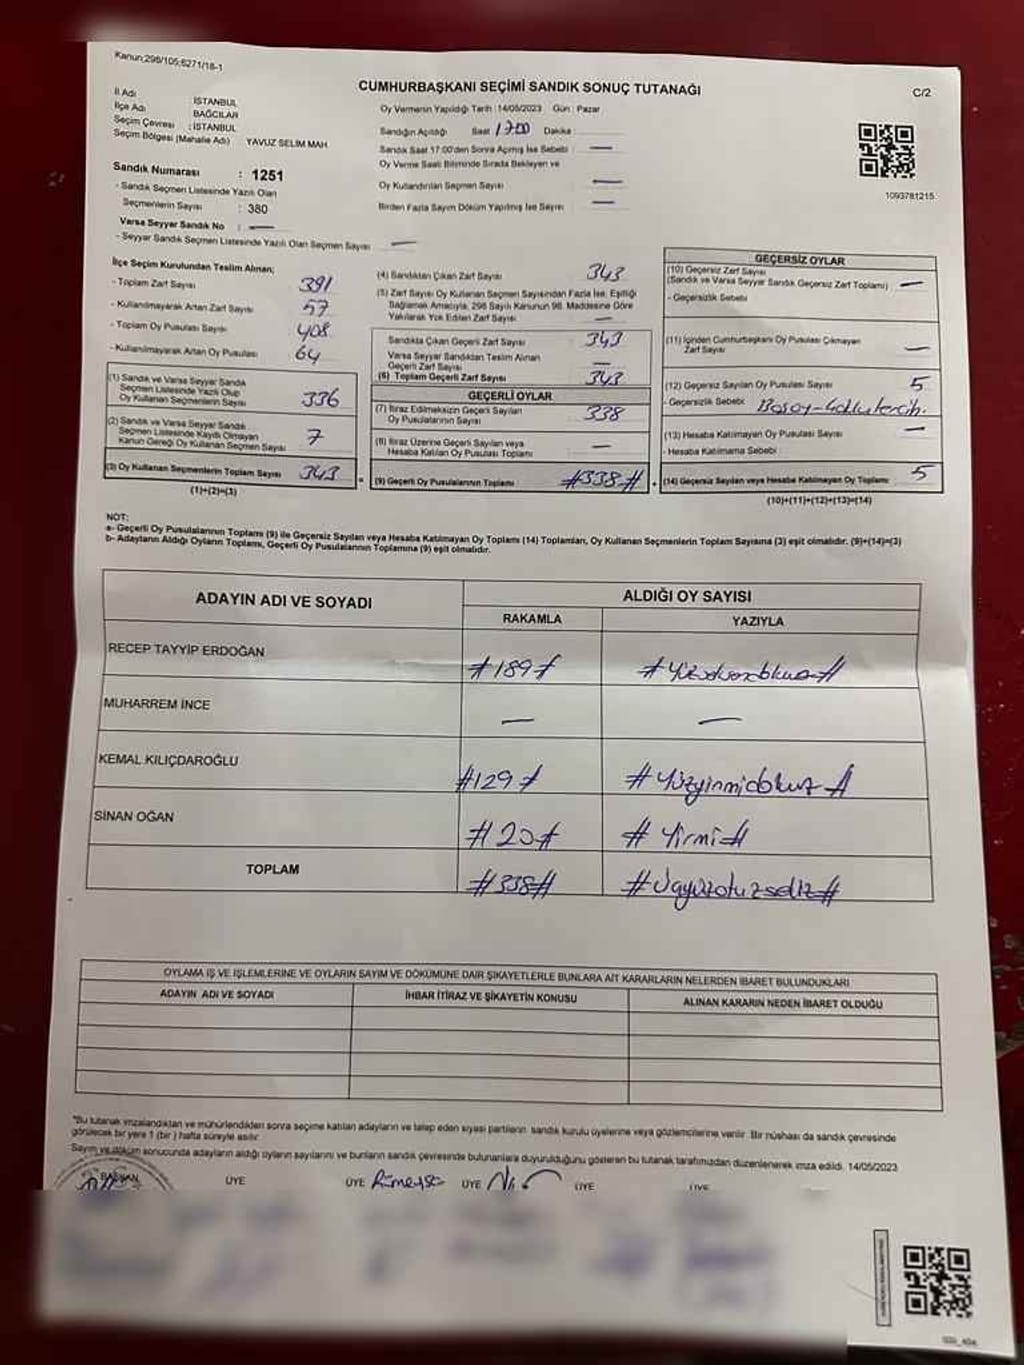 Kanun;298/105;6271/18-1
CUMHURBAŞKANI SEÇİMİ SANDIK SONUÇ TUTANAĞI
C/2
İl Adı : İSTANBUL
İlçe Adı : BAĞCILAR
Seçim Çevresi : İSTANBUL
Seçim Bölgesi (Mahalle Adı) YAVUZ SELİM MAH.
Oy Vermenin Yapıldığı Tarih : 14/05/2023 Gün : Pazar
Sandığın Açıldığı Saat 17:00 Dakika :
Sandık Saat 17:00'den Sonra Açılmış İse Sebebi : —
Oy Verme Saati Bitiminde Sırada Bekleyen ve
Oy Kullandırılan Seçmen Sayısı : —
Birden Fazla Sayım Döküm Yapılmış İse Sayısı : —
1093781215
Sandık Numarası : 1251
- Sandık Seçmen Listesinde Yazılı Olan
Seçmenlerin Sayısı : 380
Varsa Seyyar Sandık No : —
- Seyyar Sandık Seçmen Listesinde Yazılı Olan Seçmen Sayısı —
İlçe Seçim Kurulundan Teslim Alınan;
- Toplam Zarf Sayısı 391
- Kullanılmayarak Artan Zarf Sayısı 57
- Toplam Oy Pusulası Sayısı 408
- Kullanılmayarak Artan Oy Pusulası 64
(1) Sandık ve Varsa Seyyar Sandık
Seçmen Listesinde Yazılı Olup
Oy Kullanan Seçmenlerin Sayısı 336
(2) Sandık ve Varsa Seyyar Sandık
Seçmen Listesinde Kayıtlı Olmayan
Kanun Gereği Oy Kullanan Seçmen Sayısı 7
(3) Oy Kullanan Seçmenlerin Toplam Sayısı 343
(1)+(2)=(3)
(4) Sandıktan Çıkan Zarf Sayısı 343
(5) Zarf Sayısı Oy Kullanan Seçmen Sayısından Fazla İse, Eşitliği
Sağlamak Amacıyla, 298 Sayılı Kanunun 98. Maddesine Göre
Yakılarak Yok Edilen Zarf Sayısı —
Sandıkta Çıkan Geçerli Zarf Sayısı 343
Varsa Seyyar Sandıktan Teslim Alınan
Geçerli Zarf Sayısı —
(6) Toplam Geçerli Zarf Sayısı 343
GEÇERLİ OYLAR
(7) İtiraz Edilmeksizin Geçerli Sayılan
Oy Pusulalarının Sayısı 338
(8) İtiraz Üzerine Geçerli Sayılan veya
Hesaba Katılan Oy Pusulası Toplamı —
(9) Geçerli Oy Pusulalarının Toplamı #338#
GEÇERSİZ OYLAR
(10) Geçersiz Zarf Sayısı
(Sandık ve Varsa Seyyar Sandık Geçersiz Zarf Toplamı) —
- Geçersizlik Sebebi
(11) İçinden Cumhurbaşkanı Oy Pusulası Çıkmayan
Zarf Sayısı —
(12) Geçersiz Sayılan Oy Pusulası Sayısı 5
- Geçersizlik Sebebi :
(13) Hesaba Katılmayan Oy Pusulası Sayısı —
- Hesaba Katılmama Sebebi
(14) Geçersiz Sayılan veya Hesaba Katılmayan Oy Toplamı 5
(10)+(11)+(12)+(13)=(14)
NOT:
a- Geçerli Oy Pusulalarının Toplamı (9) ile Geçersiz Sayılan veya Hesaba Katılmayan Oy Toplamı (14) Toplamları, Oy Kullanan Seçmenlerin Toplam Sayısına (3) eşit olmalıdır. (9)+(14)=(3)
b- Adayların Aldığı Oyların Toplamı, Geçerli Oy Pusulalarının Toplamına (9) eşit olmalıdır.
ADAYIN ADI VE SOYADI ALDIĞI OY SAYISI
RAKAMLA YAZIYLA
RECEP TAYYİP ERDOĞAN #189# #Yüzseksendokuz#
MUHARREM İNCE — —
KEMAL KILIÇDAROĞLU #129# #Yüzyirmidokuz#
SİNAN OĞAN #20# #Yirmi#
TOPLAM #338# #Üçyüzotuzsekiz#
OYLAMA İŞ VE İŞLEMLERİNE VE OYLARIN SAYIM VE DÖKÜMÜNE DAİR ŞİKAYETLERLE BUNLARA AİT KARARLARIN NELERDEN İBARET BULUNDUKLARI
ADAYIN ADI VE SOYADI İHBAR İTİRAZ VE ŞİKAYETİN KONUSU ALINAN KARARIN NEDEN İBARET OLDUĞU
*Bu tutanak imzalandıktan ve mühürlendikten sonra seçime katılan adayların ve talep eden siyasi partilerin sandık kurulu üyelerine veya gözlemcilerine verilir. Bir nüshası da sandık çevresinde
görülecek bir yere 1 (bir) hafta süreyle asılır.
Sayım ve döküm sonucunda adayların aldığı oyların sayılarını ve bunların sandık çevresinde bulunanlara duyurulduğunu gösteren bu tutanak tarafımızdan düzenlenerek imza edildi. 14/05/2023
BAŞKAN ÜYE ÜYE ÜYE ÜYE ÜYE